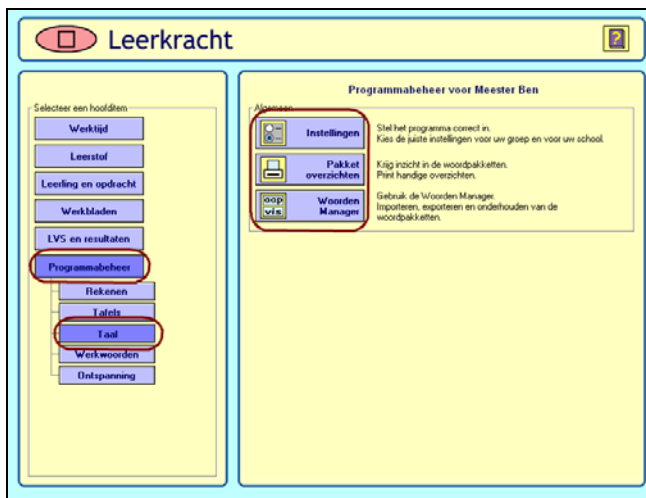 Leerkracht
Selecteer een hoofditem
Werktijd
Leerstof
Leerling en opdracht
Werkbladen
LVS en resultaten
Programmabeheer
Rekenen
Tafels
Taal
Werkwoorden
Ontspanning
Programmabeheer voor Meester Ben
Algemeen
Instellingen
Stel het programma correct in.
Kies de juiste instellingen voor uw groep en voor uw school.
Pakket
overzichten
Krijg inzicht in de woordpakketten.
Print handige overzichten.
aap
vis
Woorden
Manager
Gebruik de Woorden Manager.
Importeren, exporteren en onderhouden van de
woordpakketten.